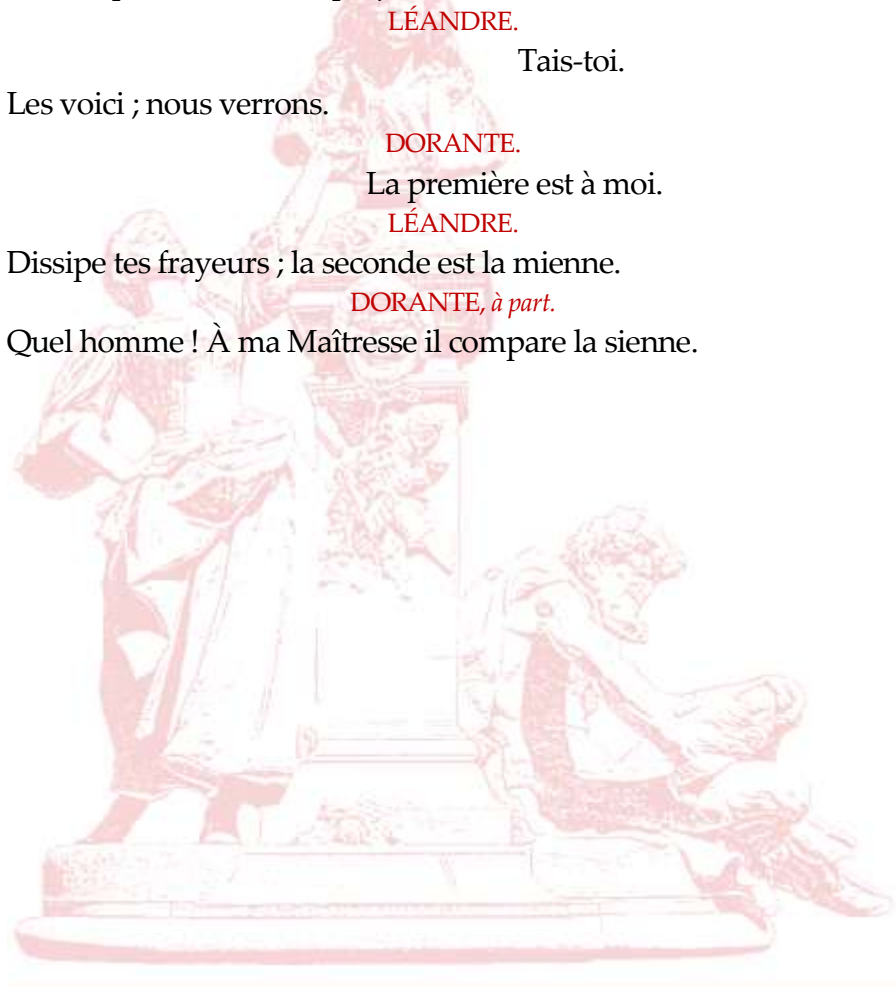 LÉANDRE.
Tais-toi.
Les voici ; nous verrons.
DORANTE.
La première est à moi.
LÉANDRE.
Dissipe tes frayeurs ; la seconde est la mienne.
DORANTE, à part.
Quel homme ! À ma Maîtresse il compare la sienne.